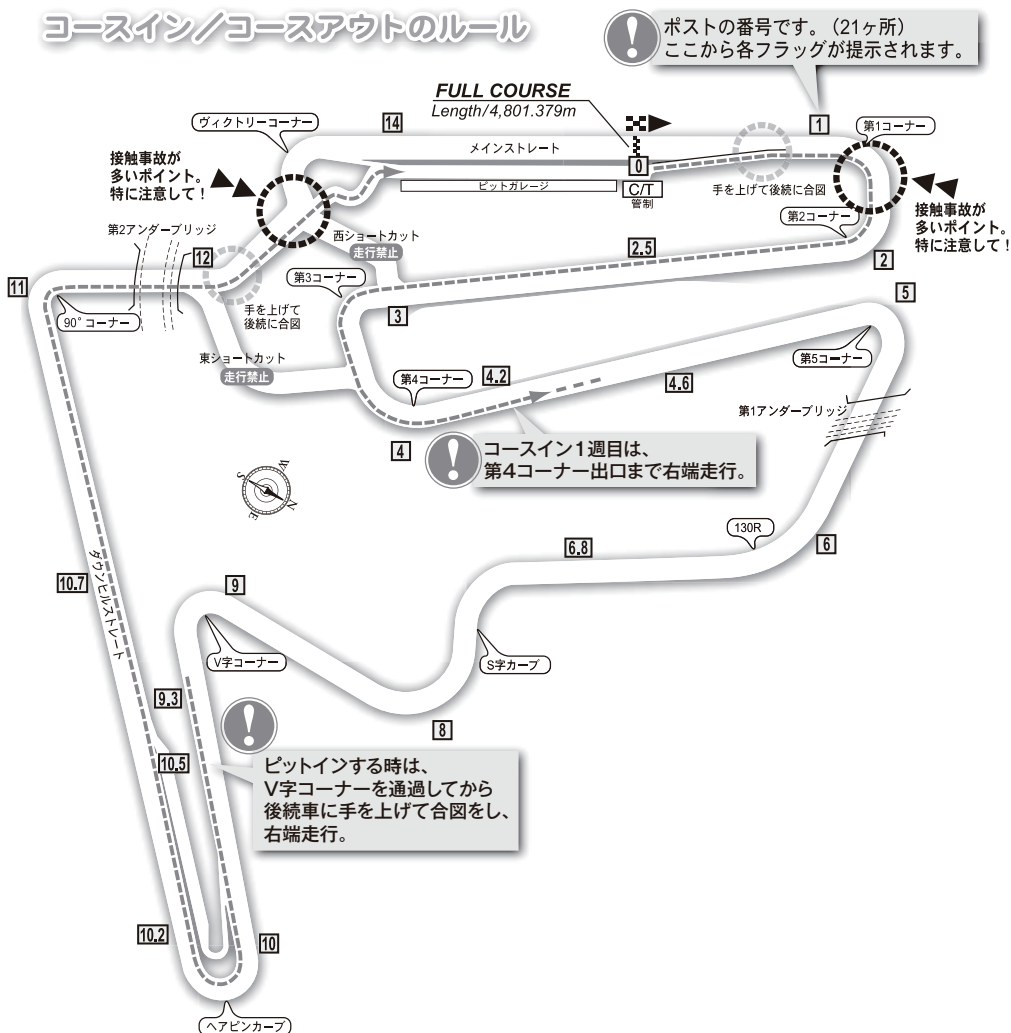 コースイン/コースアウトのルール
ポストの番号です。(21ヶ所)
ここから各フラッグが提示されます。
FULL COURSE
Length/4,801.379m
ヴィクトリーコーナー
14
1
第1コーナー
メインストレート
0
ピットガレージ
C/T
管制
手を上げて後続に合図
接触事故が
多いポイント。
特に注意して!
接触事故が
多いポイント。
特に注意して!
第2コーナー
第2アンダーブリッジ
西ショートカット
走行禁止
2.5
2
12
第3コーナー
11
3
5
90°コーナー
手を上げて
後続に合図
東ショートカット
走行禁止
第4コーナー
4.2
4.6
第5コーナー
第1アンダーブリッジ
4
コースイン1週目は、
第4コーナー出口まで右端走行。
W
S
N
E
130R
6
6.8
ダウンヒルストレート
10.7
9
V字コーナー
S字カーブ
9.3
8
10.5
ピットインする時は、
V字コーナーを通過してから
後続車に手を上げて合図をし、
右端走行。
10.2
10
ヘアピンカーブ